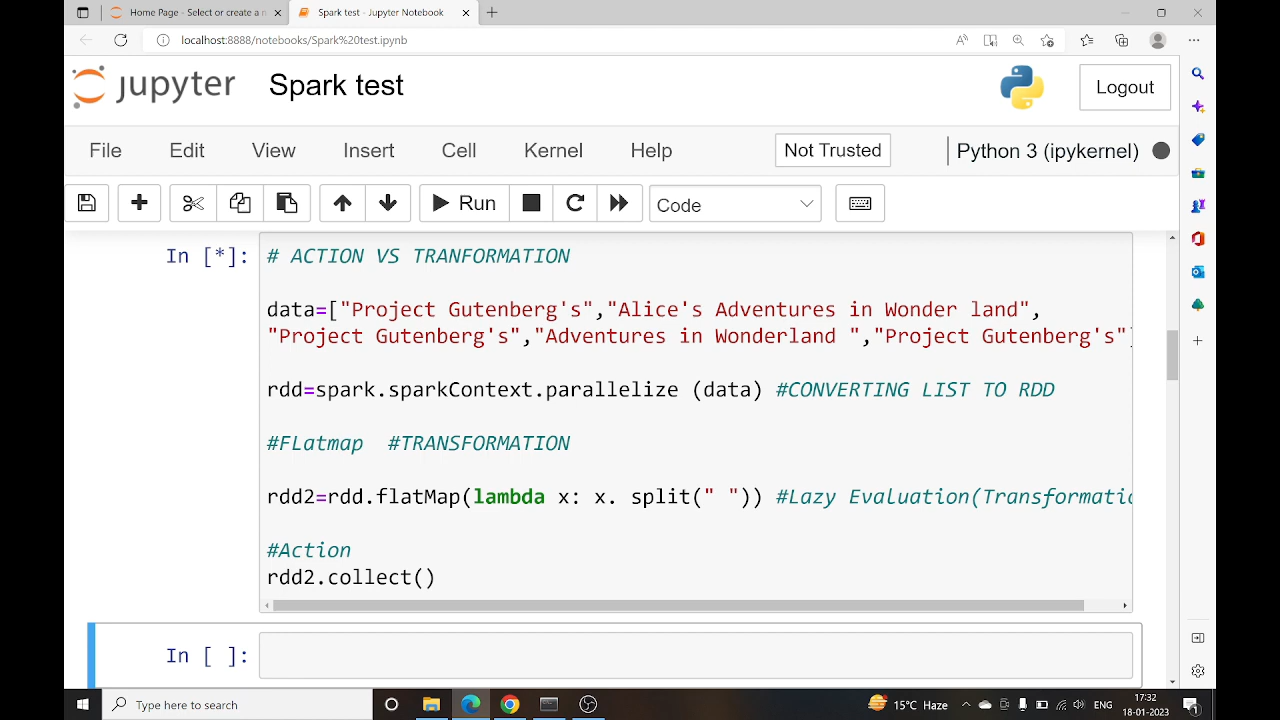 Home Page - Select or create a n
Spark test - Jupyter Notebook
localhost:8888/notebooks/Spark%20test.ipynb
jupyter Spark test
Logout
File Edit View Insert Cell Kernel Help
Not Trusted
Python 3 (ipykernel)
Run
Code
In [*]:
# ACTION VS TRANFORMATION
data=["Project Gutenberg's","Alice's Adventures in Wonder land",
"Project Gutenberg's","Adventures in Wonderland ","Project Gutenberg's"]
rdd=spark.sparkContext.parallelize (data) #CONVERTING LIST TO RDD
#FLatmap  #TRANSFORMATION
rdd2=rdd.flatMap(lambda x: x. split(" ")) #Lazy Evaluation(Transformatio
#Action
rdd2.collect()
In [ ]:
Type here to search
15°C Haze
ENG
17:32
18-01-2023
1